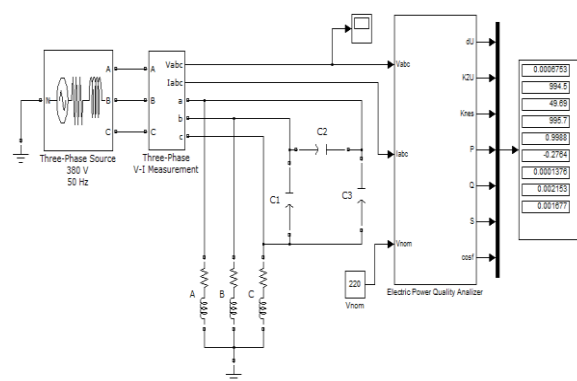 N
A
B
C
A
B
C
Three-Phase Source
380 V
50 Hz
Vabc
Iabc
a
b
c
Three-Phase
V-I Measurement
C1
C2
C3
A
B
C
220
Vnom
Vabc
Iabc
Vnom
dU
K2U
Knes
P
Q
S
cosf
Electric Power Quality Analizer
0.0006753
994.5
49.69
995.7
0.9988
-0.2764
0.0001376
0.002153
0.001677